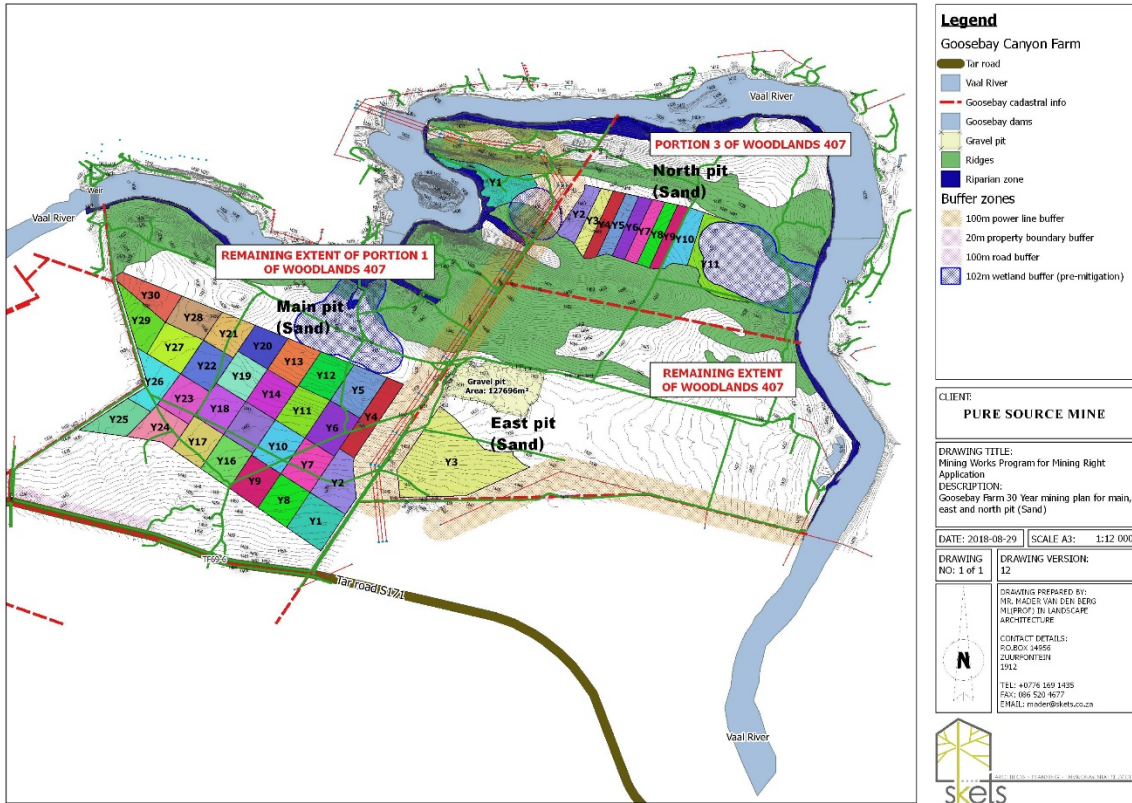 Vaal River
PORTION 3 OF WOODLANDS 407
North pit
(Sand)
Y1
Y2
Y3
Y4
Y5
Y6
Y7
Y8
Y9
Y10
Y11
Weir
Vaal River
REMAINING EXTENT OF PORTION 1
OF WOODLANDS 407
Main pit
(Sand)
Y30
Y29
Y28
Y27
Y26
Y25
Y24
Y23
Y22
Y21
Y20
Y19
Y18
Y17
Y16
Y14
Y13
Y12
Y11
Y10
Y9
Y8
Y7
Y6
Y5
Y4
Y2
Y1
Gravel pit
Area: 127696m²
East pit
(Sand)
Y3
REMAINING EXTENT
OF WOODLANDS 407
Tar road S171
Vaal River
Legend
Goosebay Canyon Farm
Tar road
Vaal River
Goosebay cadastral info
Goosebay dams
Gravel pit
Ridges
Riparian zone
Buffer zones
100m power line buffer
20m property boundary buffer
100m road buffer
102m wetland buffer (pre-mitigation)
CLIENT:
PURE SOURCE MINE
DRAWING TITLE:
Mining Works Program for Mining Right
Application
DESCRIPTION:
Goosebay Farm 30 Year mining plan for main,
east and north pit (Sand)
DATE: 2018-08-29
SCALE A3: 1:12 000
DRAWING
NO: 1 of 1
DRAWING VERSION:
12
N
DRAWING PREPARED BY:
MR. MADER VAN DEN BERG
ML(PROF) IN LANDSCAPE
ARCHITECTURE
CONTACT DETAILS:
P.O.BOX 14956
ZUURFONTEIN
1912
TEL: +0776 169 1435
FAX: 086 520 4677
EMAIL: mader@skets.co.za
skets